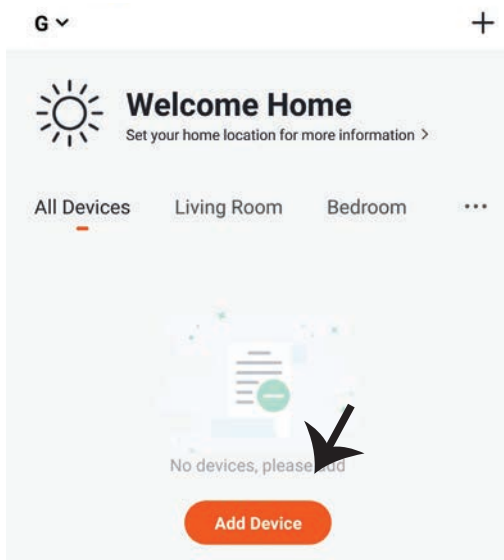 G
Welcome Home
Set your home location for more information >
All Devices Living Room Bedroom ...
No devices, please add
Add Device